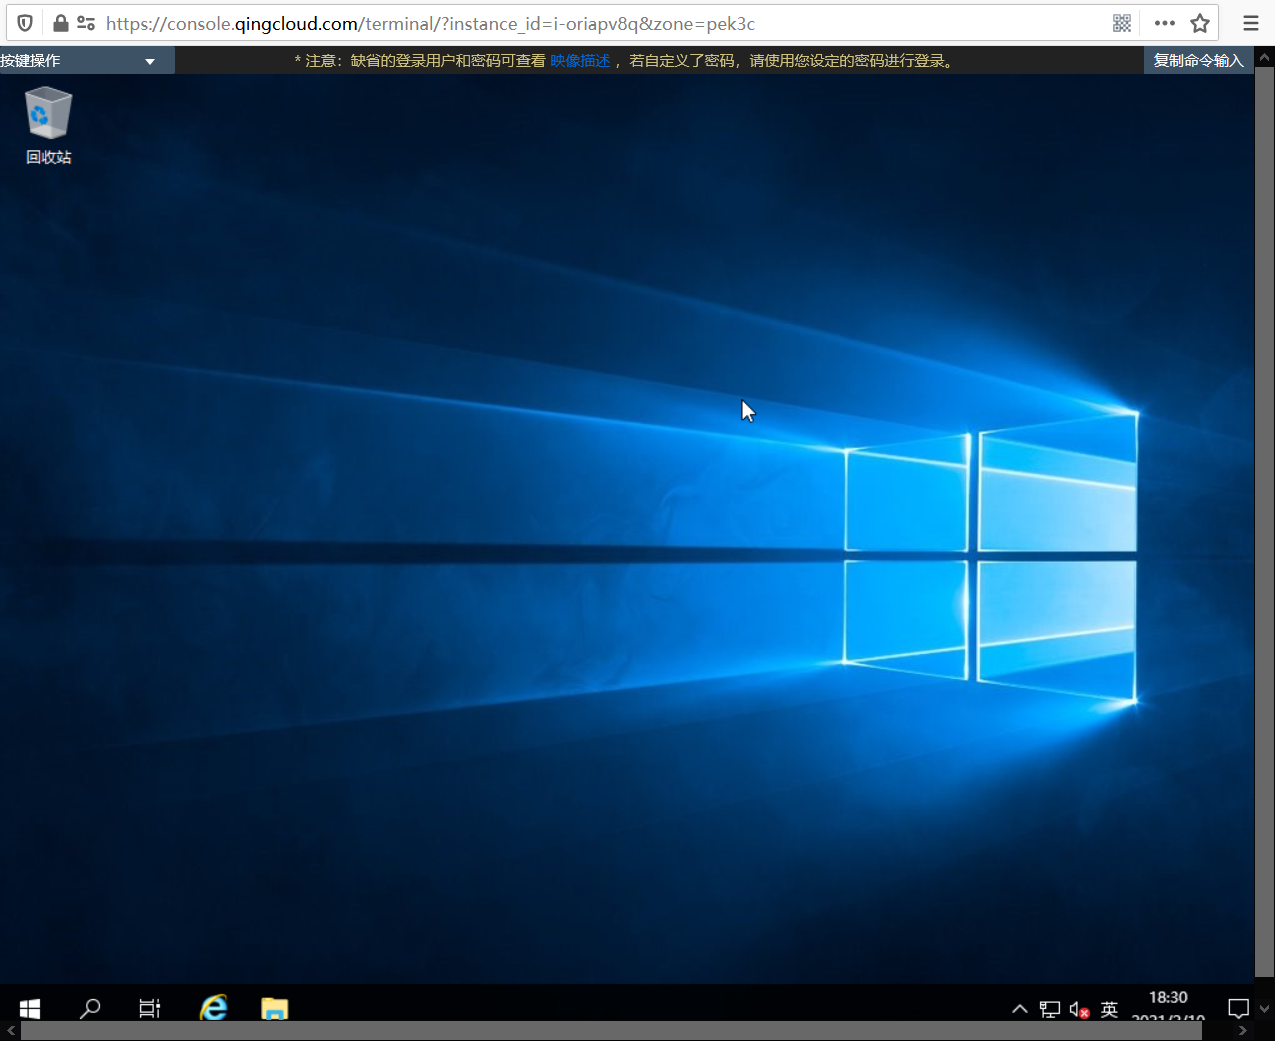 https://console.qingcloud.com/terminal/?instance_id=i-oriapv8q&zone=pek3c
按键操作
* 注意：缺省的登录用户和密码可查看 映像描述 ，若自定义了密码，请使用您设定的密码进行登录。
复制命令输入
回收站
英
18:30
2021/3/10